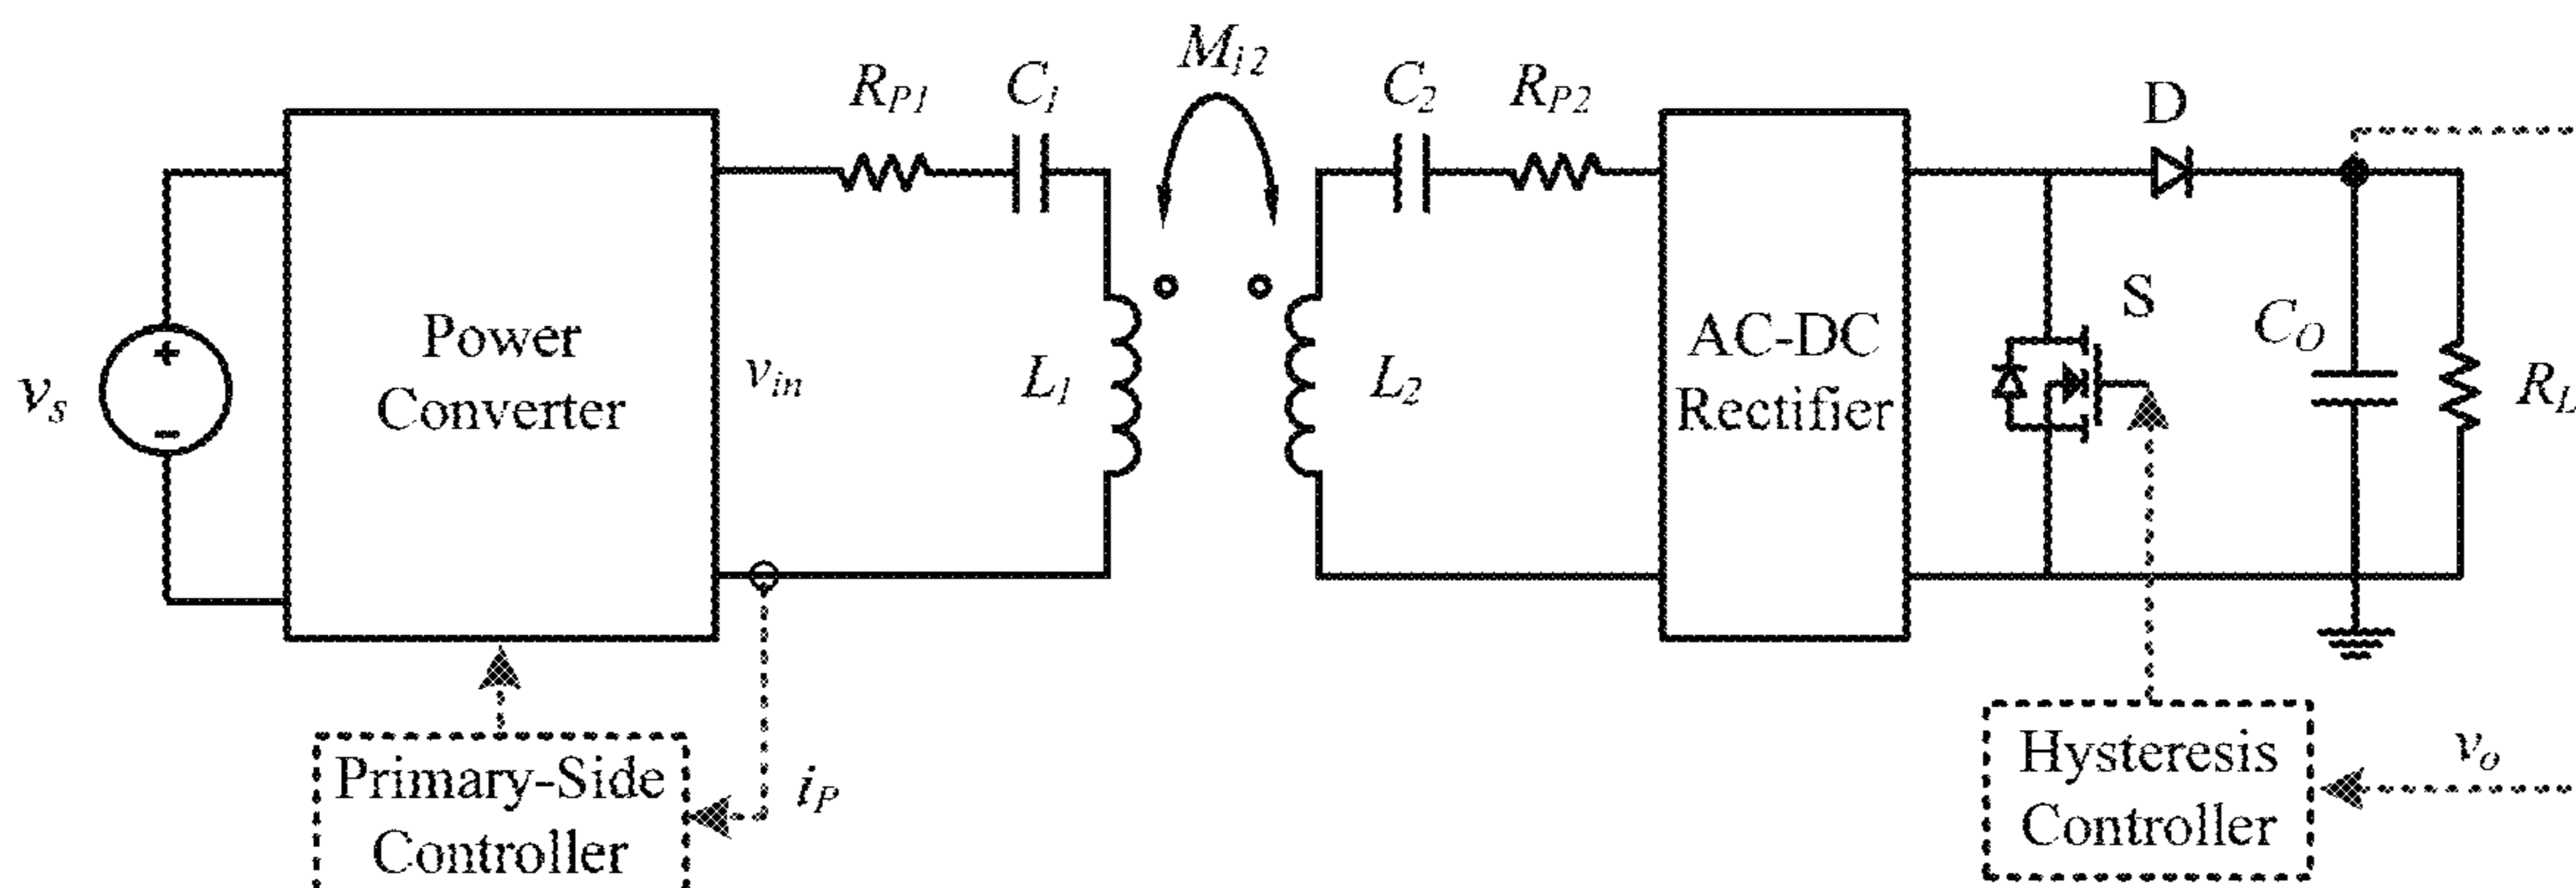 M12
RP1
C1
C2
RP2
D
vs
+
−
Power
Converter
vin
L1
L2
AC-DC
Rectifier
S
CO
RL
Primary-Side
Controller
iP
Hysteresis
Controller
vo